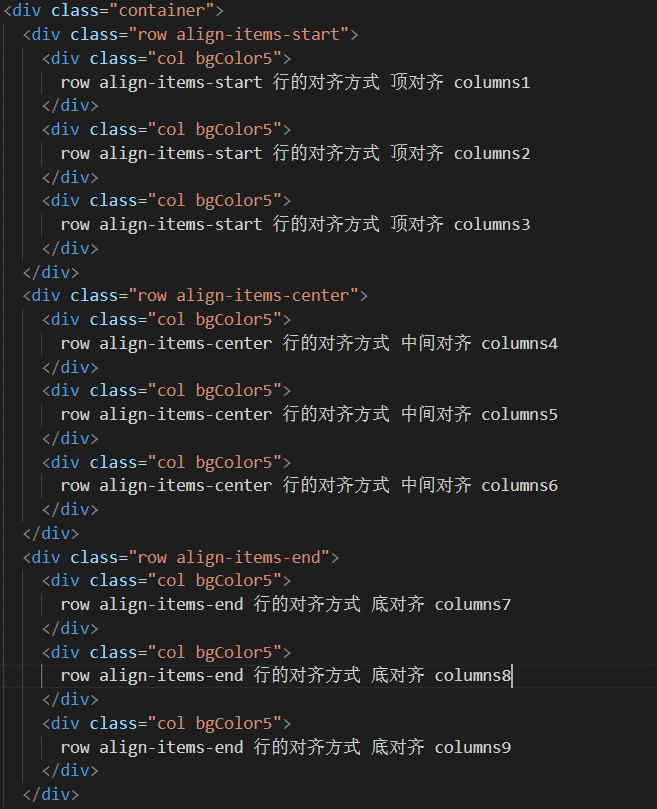 <div class="container">
<div class="row align-items-start">
<div class="col bgColor5">
row align-items-start 行的对齐方式 顶对齐 columns1
</div>
<div class="col bgColor5">
row align-items-start 行的对齐方式 顶对齐 columns2
</div>
<div class="col bgColor5">
row align-items-start 行的对齐方式 顶对齐 columns3
</div>
</div>
<div class="row align-items-center">
<div class="col bgColor5">
row align-items-center 行的对齐方式 中间对齐 columns4
</div>
<div class="col bgColor5">
row align-items-center 行的对齐方式 中间对齐 columns5
</div>
<div class="col bgColor5">
row align-items-center 行的对齐方式 中间对齐 columns6
</div>
</div>
<div class="row align-items-end">
<div class="col bgColor5">
row align-items-end 行的对齐方式 底对齐 columns7
</div>
<div class="col bgColor5">
row align-items-end 行的对齐方式 底对齐 columns8
</div>
<div class="col bgColor5">
row align-items-end 行的对齐方式 底对齐 columns9
</div>
</div>